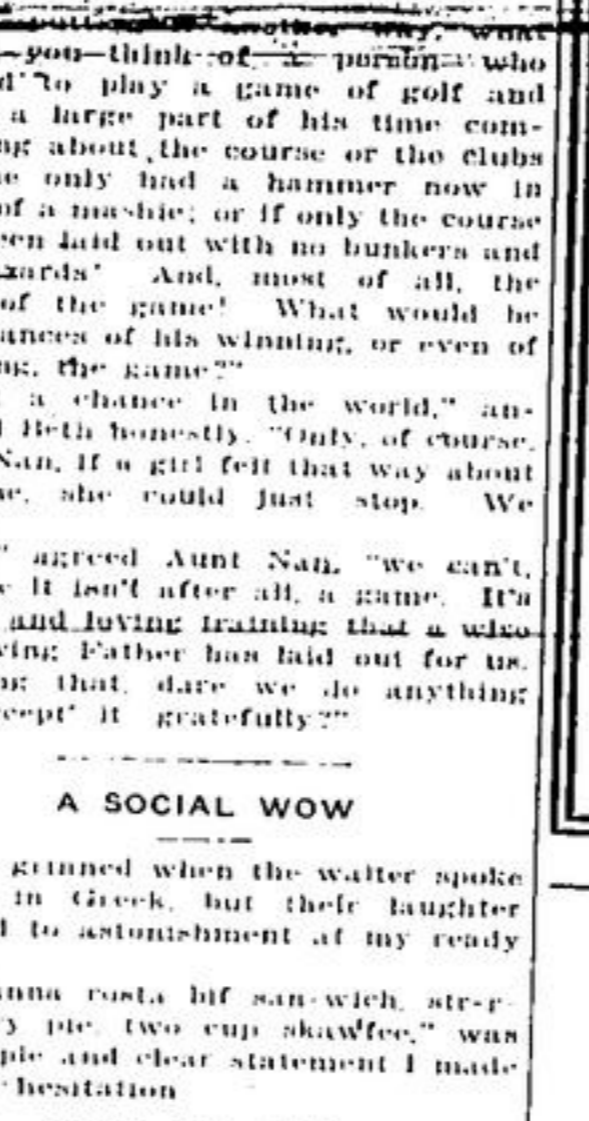 another way, what
you think of a person who
d to play a game of golf and
a large part of his time com-
ng about the course or the clubs
e only had a hammer now in
of a mashie; or if only the course
een laid out with no bunkers and
zards' And, most of all, the
of the game! What would be
ances of his winning, or even of
ng, the game?"
a chance in the world," an-
d Beth honestly. "Only, of course,
Nan, if a girl felt that way about
e, she could just stop. We
" agreed Aunt Nan, "we can't,
e it isn't after all, a game. It's
and loving training that a wise
ving Father has laid out for us.
ng that, dare we do anything
cept' it gratefully?"
A SOCIAL WOW
grinned when the waiter spoke
in Greek, but their laughter
d to astonishment at my ready
anna rosta bif san-wich, str-r-
y pie, two cup skawfee," was
ple and clear statement I made
hesitation